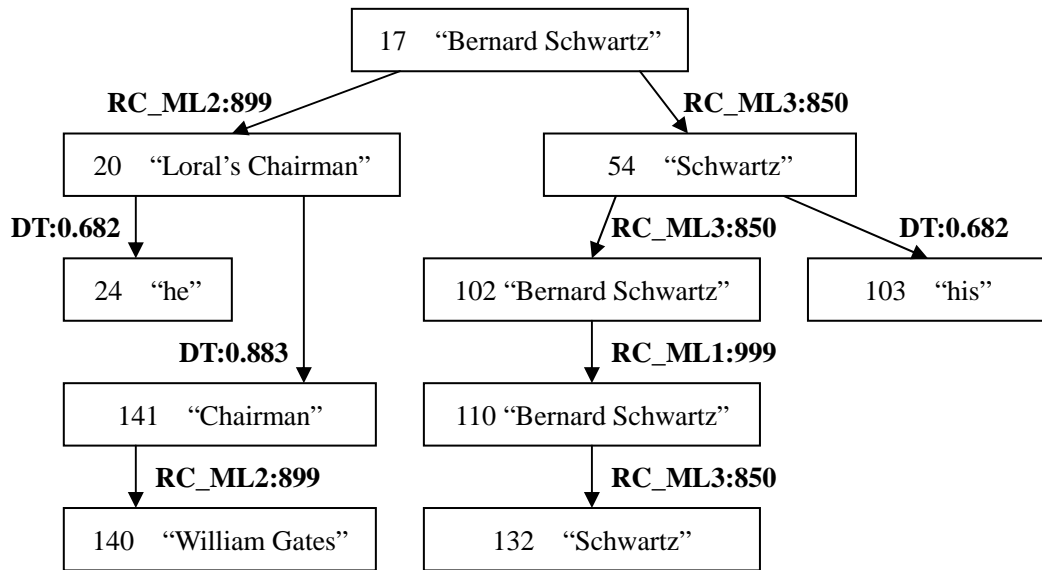 17 “Bernard Schwartz”
RC_ML2:899 RC_ML3:850
20 “Loral’s Chairman” 54 “Schwartz”
DT:0.682 RC_ML3:850 DT:0.682
24 “he” 102 “Bernard Schwartz” 103 “his”
DT:0.883 RC_ML1:999
141 “Chairman” 110 “Bernard Schwartz”
RC_ML2:899 RC_ML3:850
140 “William Gates” 132 “Schwartz”